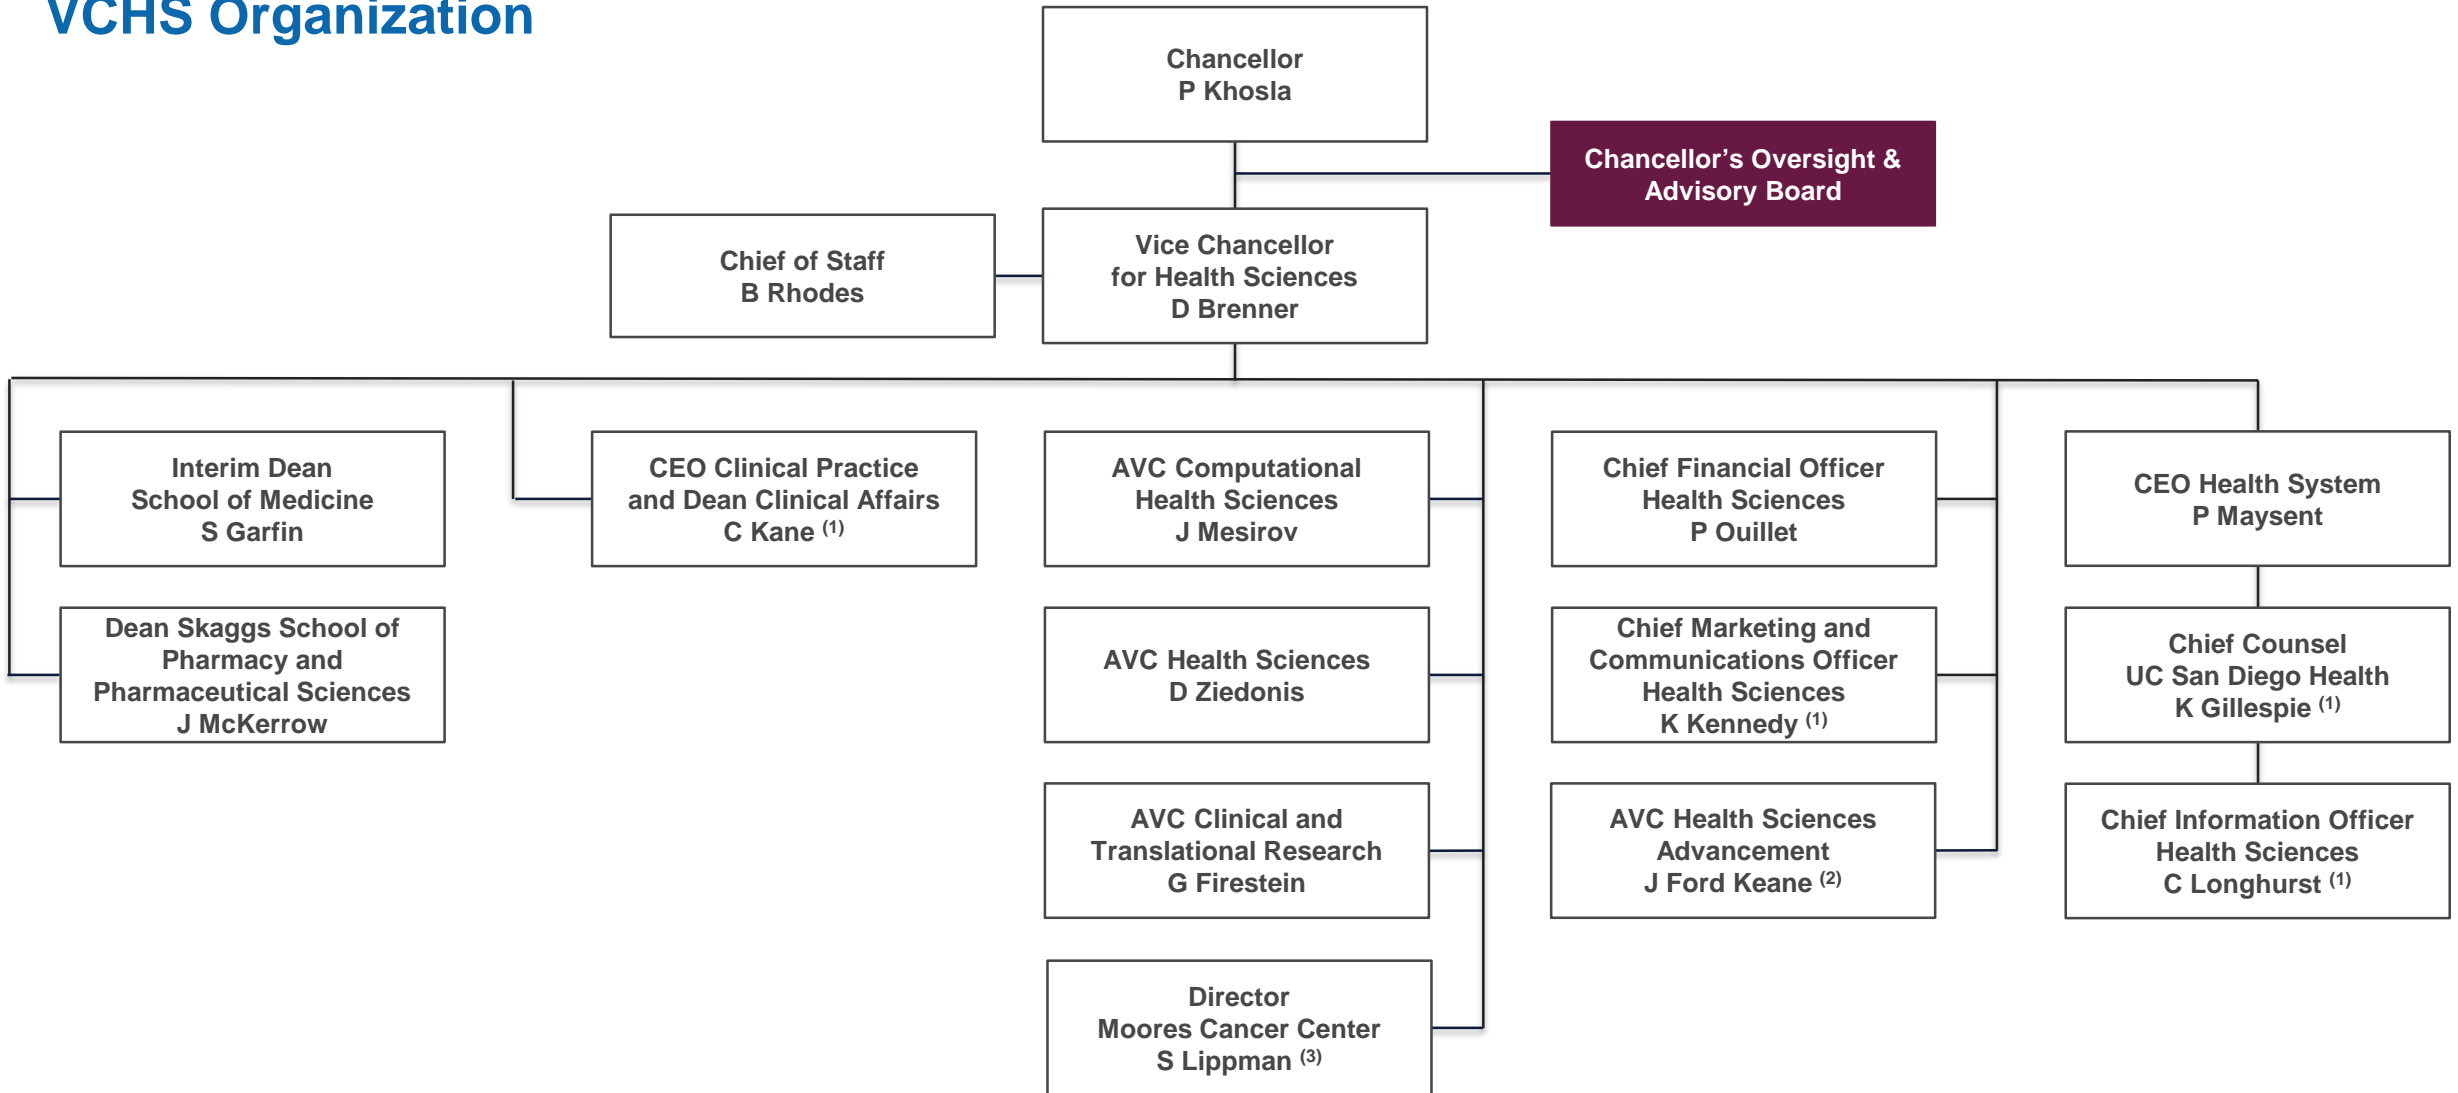 VCHS Organization
Chancellor
P Khosla
Chancellor’s Oversight &
Advisory Board
Chief of Staff
B Rhodes
Vice Chancellor
for Health Sciences
D Brenner
Interim Dean
School of Medicine
S Garfin
CEO Clinical Practice
and Dean Clinical Affairs
C Kane (1)
AVC Computational
Health Sciences
J Mesirov
Chief Financial Officer
Health Sciences
P Ouillet
CEO Health System
P Maysent
Dean Skaggs School of
Pharmacy and
Pharmaceutical Sciences
J McKerrow
AVC Health Sciences
D Ziedonis
Chief Marketing and
Communications Officer
Health Sciences
K Kennedy (1)
Chief Counsel
UC San Diego Health
K Gillespie (1)
AVC Clinical and
Translational Research
G Firestein
AVC Health Sciences
Advancement
J Ford Keane (2)
Chief Information Officer
Health Sciences
C Longhurst (1)
Director
Moores Cancer Center
S Lippman (3)